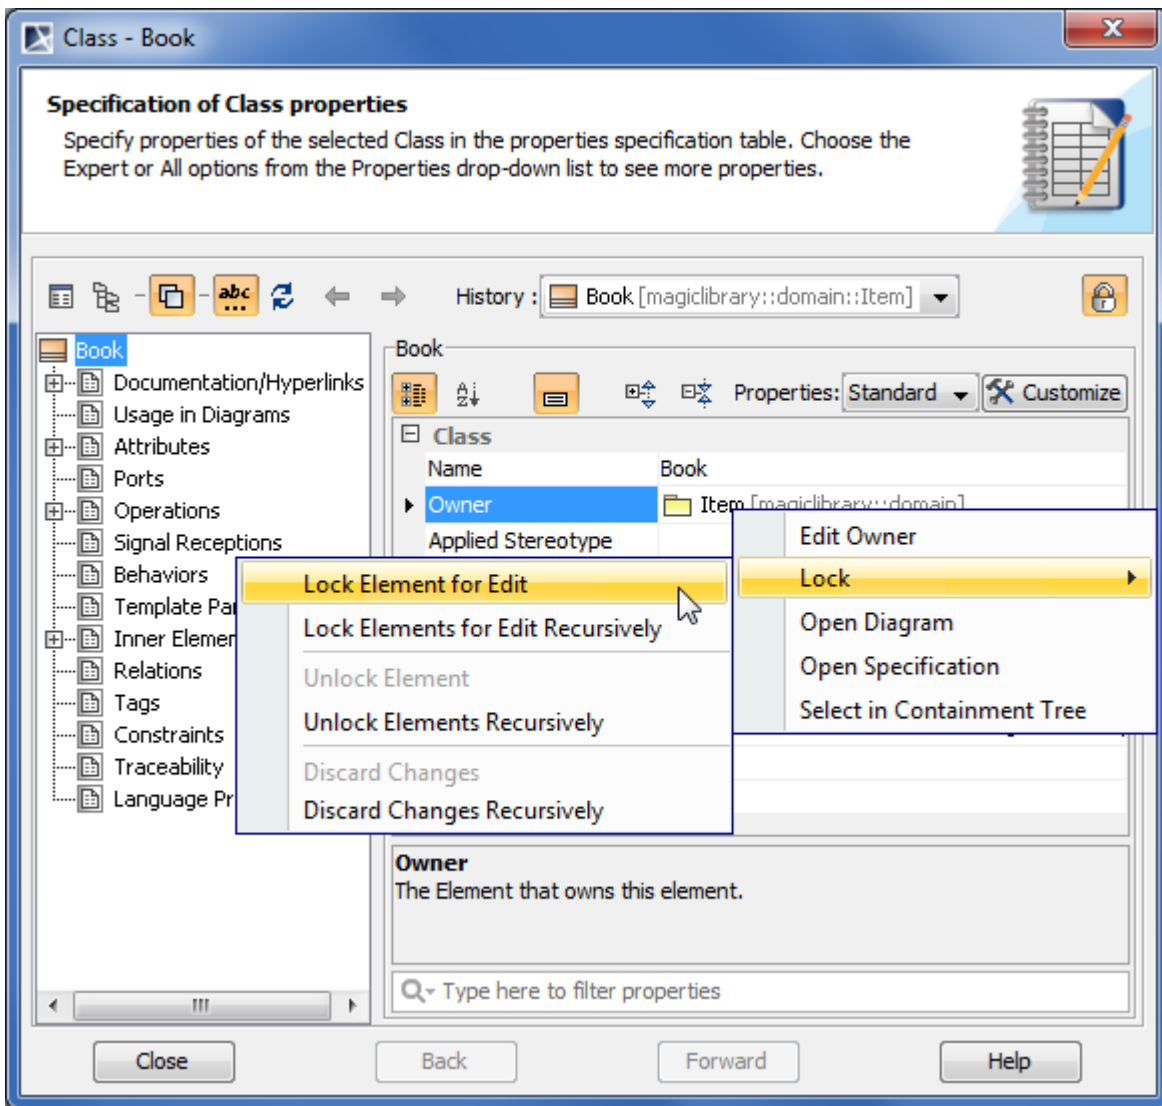 Class - Book
Specification of Class properties
Specify properties of the selected Class in the properties specification table. Choose the
Expert or All options from the Properties drop-down list to see more properties.
abc
History : Book [magiclibrary::domain::Item]
Book
Documentation/Hyperlinks
Usage in Diagrams
Attributes
Ports
Operations
Signal Receptions
Behaviors
Template Pa
Inner Elemen
Relations
Tags
Constraints
Traceability
Language Pr
Book
Properties: Standard Customize
Class
Name Book
Owner Item [magiclibrary::domain]
Applied Stereotype
Edit Owner
Lock
Open Diagram
Open Specification
Select in Containment Tree
Lock Element for Edit
Lock Elements for Edit Recursively
Unlock Element
Unlock Elements Recursively
Discard Changes
Discard Changes Recursively
Owner
The Element that owns this element.
Type here to filter properties
Close Back Forward Help